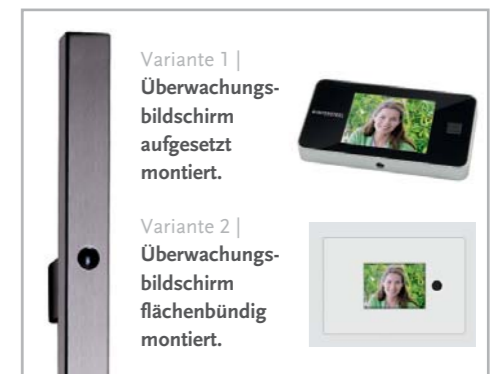 Variante 1 |
Überwachungs-
bildschirm
aufgesetzt
montiert.
Variante 2 |
Überwachungs-
bildschirm
flächenbündig
montiert.